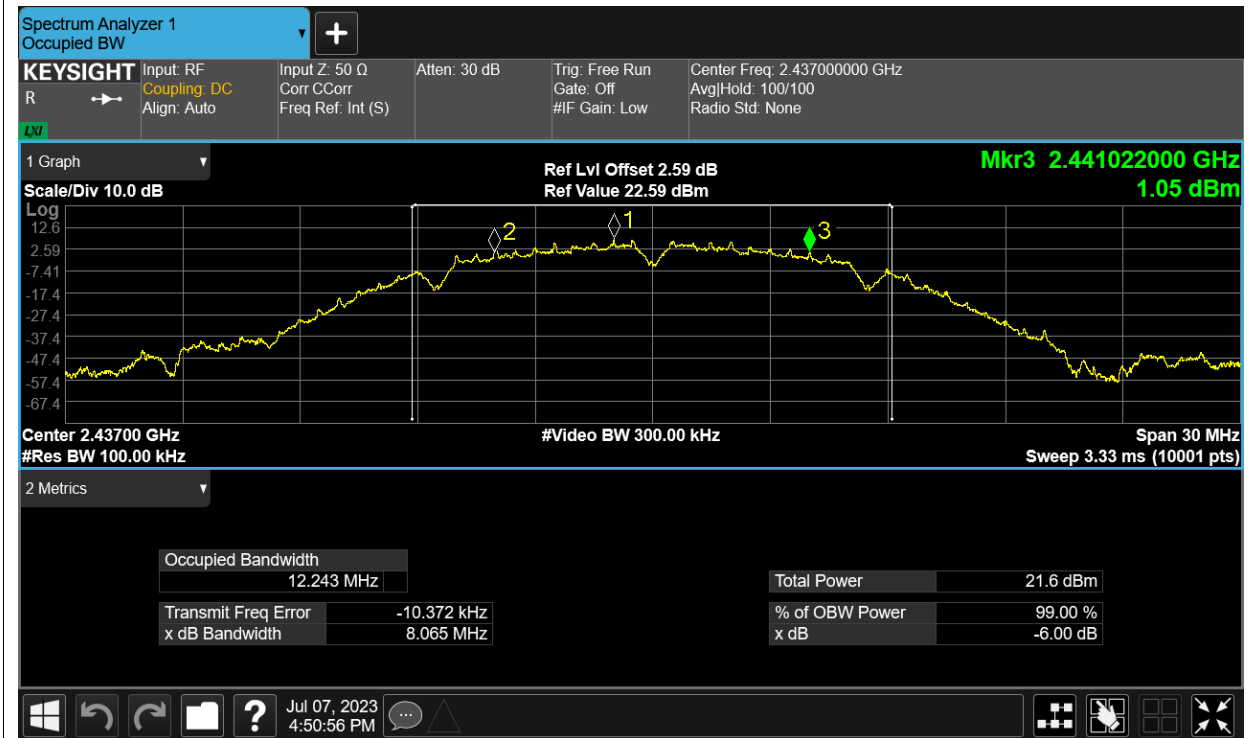 Spectrum Analyzer 1
Occupied BW
KEYSIGHT
R
LXI
Input: RF
Coupling: DC
Align: Auto
Input Z: 50 Ω
Corr CCorr
Freq Ref: Int (S)
Atten: 30 dB
Trig: Free Run
Gate: Off
#IF Gain: Low
Center Freq: 2.437000000 GHz
Avg|Hold: 100/100
Radio Std: None
1 Graph
Scale/Div 10.0 dB
Ref Lvl Offset 2.59 dB
Ref Value 22.59 dBm
Mkr3 2.441022000 GHz
1.05 dBm
Log
12.6
2.59
-7.41
-17.4
-27.4
-37.4
-47.4
-57.4
-67.4
2
1
3
Center 2.43700 GHz
#Res BW 100.00 kHz
#Video BW 300.00 kHz
Span 30 MHz
Sweep 3.33 ms (10001 pts)
2 Metrics
Occupied Bandwidth
12.243 MHz
Transmit Freq Error -10.372 kHz
x dB Bandwidth 8.065 MHz
Total Power 21.6 dBm
% of OBW Power 99.00 %
x dB -6.00 dB
?
Jul 07, 2023
4:50:56 PM